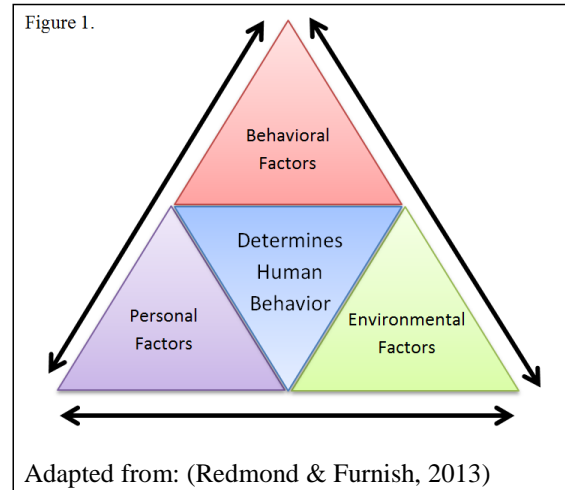 Figure 1.
Behavioral
Factors
Determines
Human
Behavior
Personal
Factors
Environmental
Factors
Adapted from: (Redmond & Furnish, 2013)